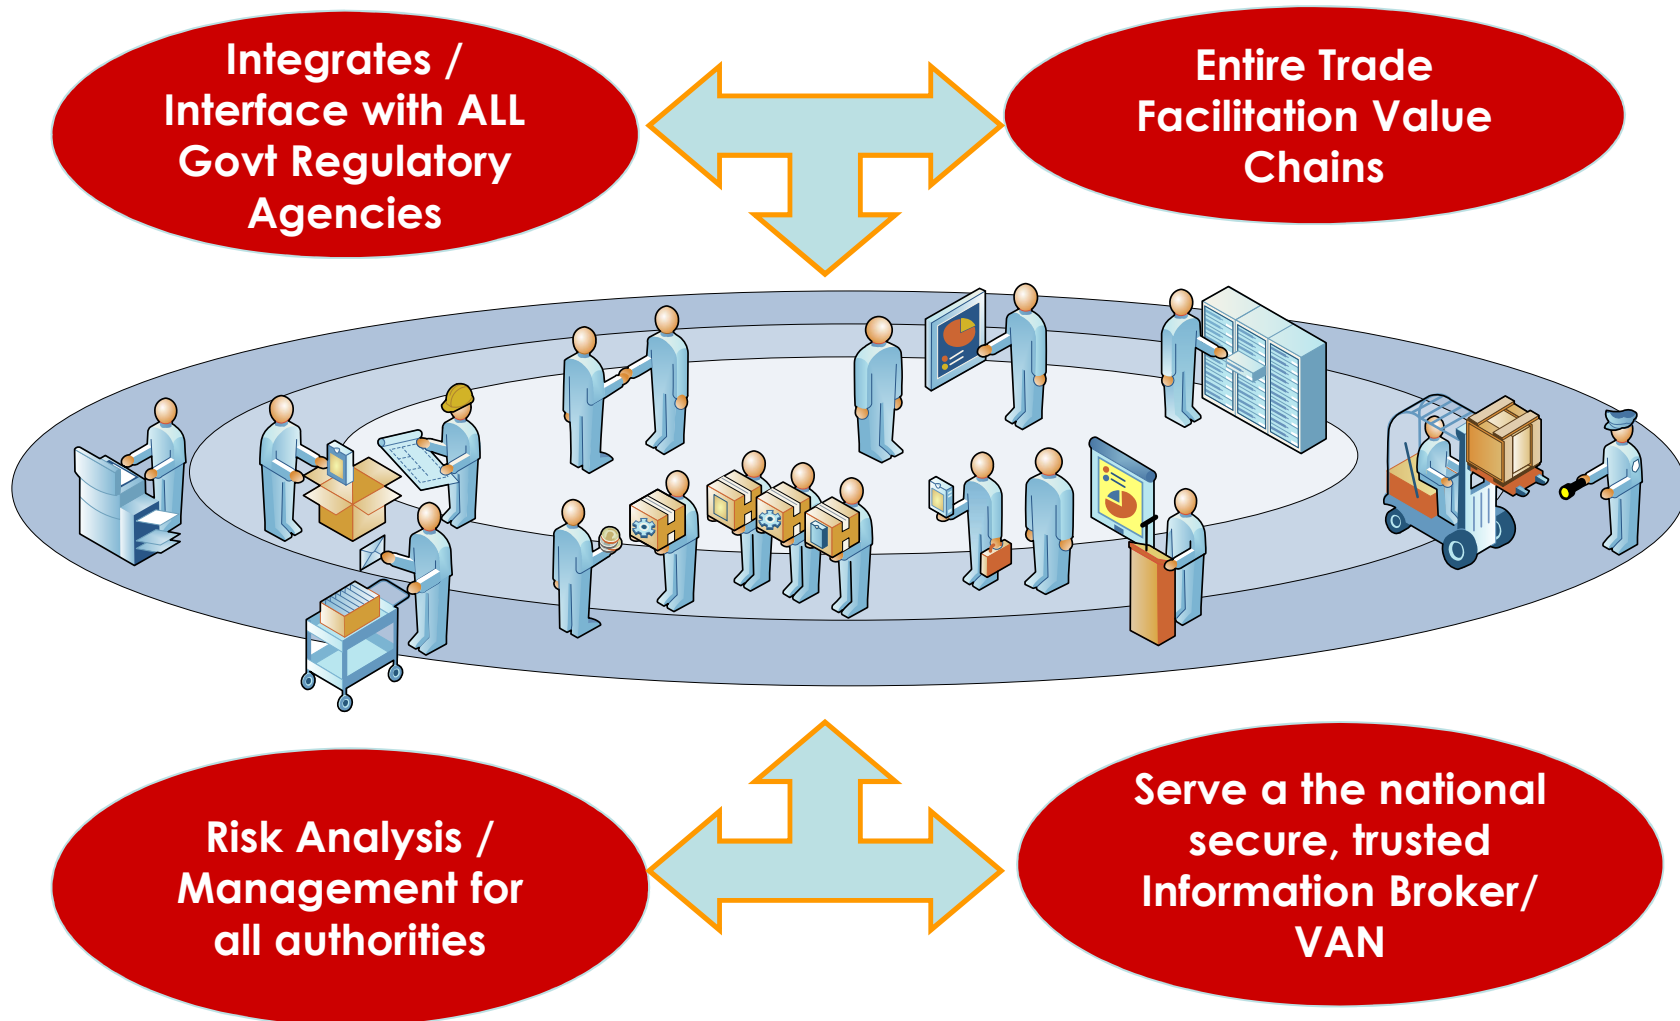 Integrates /
Interface with ALL
Govt Regulatory
Agencies
Entire Trade
Facilitation Value
Chains
Risk Analysis /
Management for
all authorities
Serve a the national
secure, trusted
Information Broker/
VAN